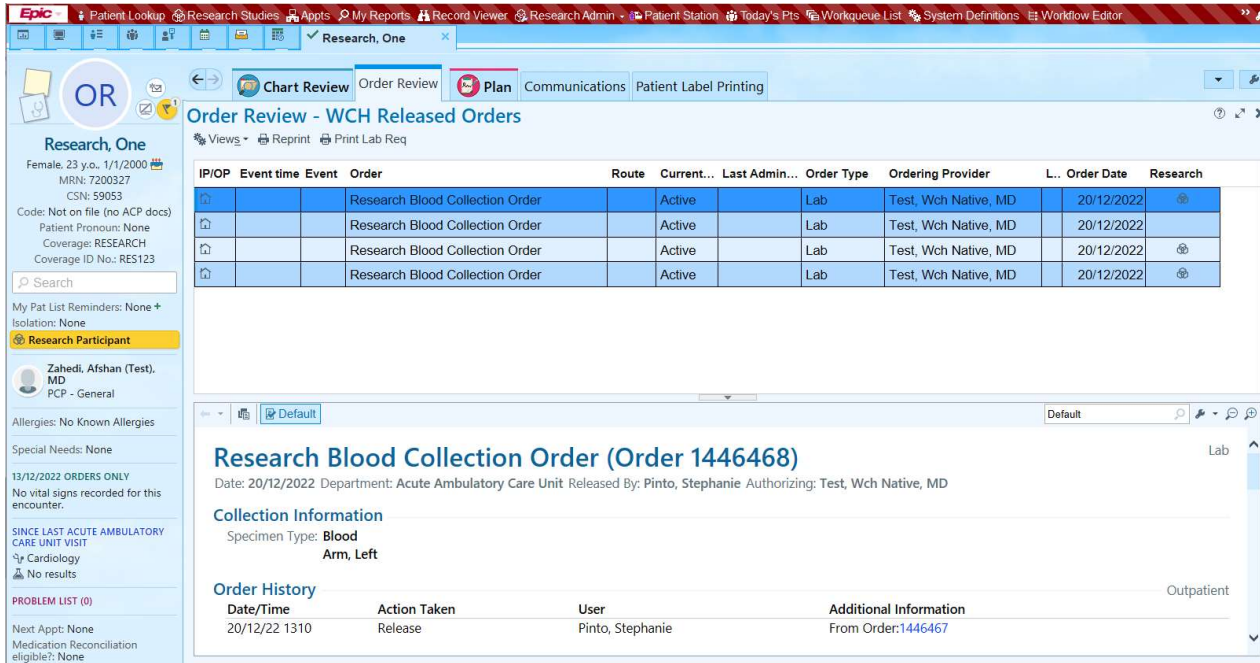 Epic Patient Lookup Research Studies Appts My Reports Record Viewer Research Admin Patient Station Today's Pts Workqueue List System Definitions Workflow Editor »
Research, One ×
OR
Research, One
Female, 23 y.o., 1/1/2000
MRN: 7200327
CSN: 59053
Code: Not on file (no ACP docs)
Patient Pronoun: None
Coverage: RESEARCH
Coverage ID No.: RES123
Search
My Pat List Reminders: None +
Isolation: None
Research Participant
Zahedi, Afshan (Test),
MD
PCP - General
Allergies: No Known Allergies
Special Needs: None
13/12/2022 ORDERS ONLY
No vital signs recorded for this
encounter.
SINCE LAST ACUTE AMBULATORY
CARE UNIT VISIT
Cardiology
No results
PROBLEM LIST (0)
Next Appt: None
Medication Reconciliation
eligible?: None
Chart Review Order Review Plan Communications Patient Label Printing
Order Review - WCH Released Orders
Views Reprint Print Lab Req
IP/OP Event time Event Order Route Current... Last Admin... Order Type Ordering Provider L... Order Date Research
Research Blood Collection Order Active Lab Test, Wch Native, MD 20/12/2022
Research Blood Collection Order Active Lab Test, Wch Native, MD 20/12/2022
Research Blood Collection Order Active Lab Test, Wch Native, MD 20/12/2022
Research Blood Collection Order Active Lab Test, Wch Native, MD 20/12/2022
Default Default
Research Blood Collection Order (Order 1446468) Lab
Date: 20/12/2022 Department: Acute Ambulatory Care Unit Released By: Pinto, Stephanie Authorizing: Test, Wch Native, MD
Collection Information
Specimen Type: Blood
Arm, Left
Order History Outpatient
Date/Time Action Taken User Additional Information
20/12/22 1310 Release Pinto, Stephanie From Order:1446467